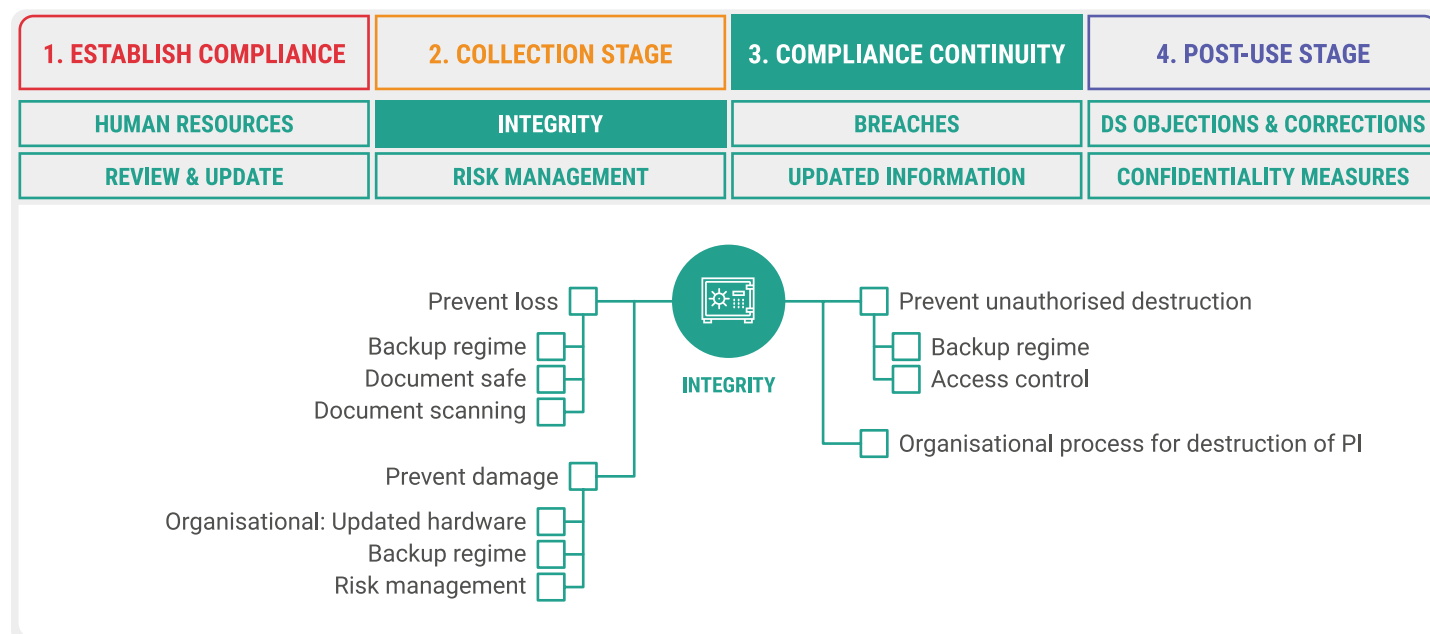 1. ESTABLISH COMPLIANCE
2. COLLECTION STAGE
3. COMPLIANCE CONTINUITY
4. POST-USE STAGE
HUMAN RESOURCES
INTEGRITY
BREACHES
DS OBJECTIONS & CORRECTIONS
REVIEW & UPDATE
RISK MANAGEMENT
UPDATED INFORMATION
CONFIDENTIALITY MEASURES
Prevent loss
Backup regime
Document safe
Document scanning
Prevent damage
Organisational: Updated hardware
Backup regime
Risk management
INTEGRITY
Prevent unauthorised destruction
Backup regime
Access control
Organisational process for destruction of PI